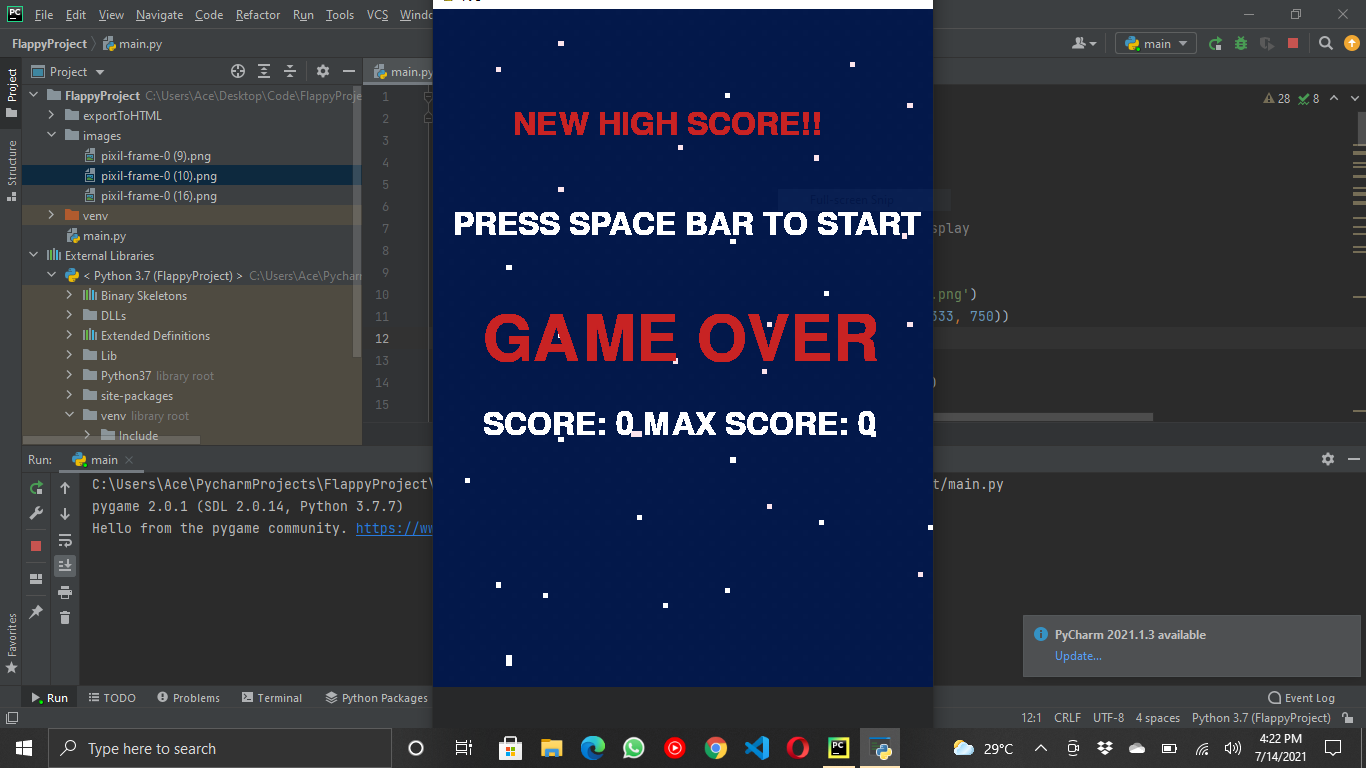 File Edit View Navigate Code Refactor Run Tools VCS
FlappyProject main.py
main
Project
main.py
FlappyProject C:\Users\Ace\Desktop\Code\FlappyProje
exportToHTML
images
pixil-frame-0 (9).png
pixil-frame-0 (10).png
pixil-frame-0 (16).png
venv
main.py
External Libraries
< Python 3.7 (FlappyProject) > C:\Users\Ace\Pychar
Binary Skeletons
DLLs
Extended Definitions
Lib
Python37 library root
site-packages
venv library root
Include
Project
Structure
Favorites
1
2
3
4
5
6
7
8
9
10
11
12
13
14
15
28 8
splay
.png')
333, 750))
)
NEW HIGH SCORE!!
PRESS SPACE BAR TO START
GAME OVER
SCORE: 0 MAX SCORE: 0
Full-screen Snip
Run: main
C:\Users\Ace\PycharmProjects\FlappyProject\
t/main.py
pygame 2.0.1 (SDL 2.0.14, Python 3.7.7)
Hello from the pygame community. https://ww
PyCharm 2021.1.3 available
Update...
Run TODO Problems Terminal Python Packages
Event Log
12:1 CRLF UTF-8 4 spaces Python 3.7 (FlappyProject)
Type here to search
29°C
4:22 PM
7/14/2021